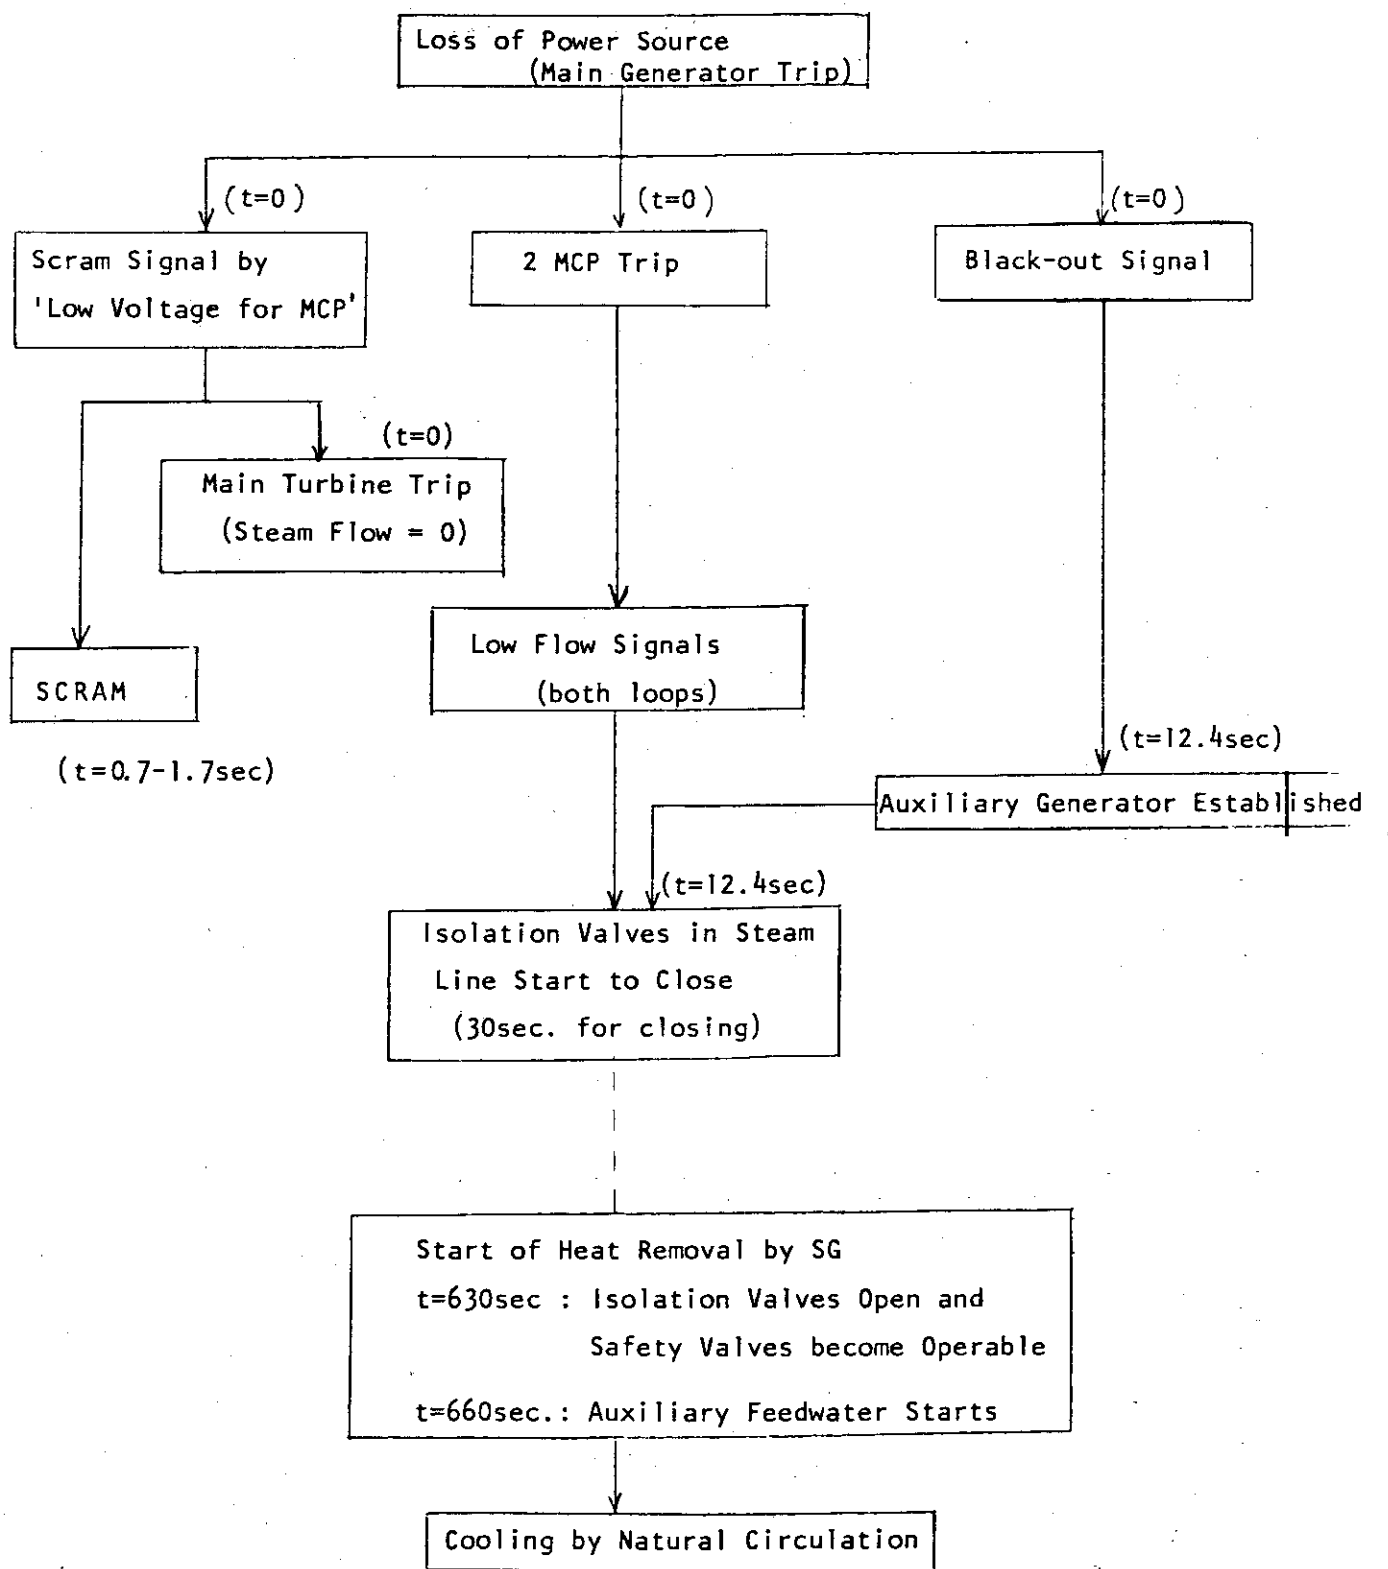 Loss of Power Source
(Main Generator Trip)
(t=0)
(t=0)
(t=0)
Scram Signal by
'Low Voltage for MCP'
2 MCP Trip
Black-out Signal
(t=0)
Main Turbine Trip
(Steam Flow = 0)
Low Flow Signals
(both loops)
SCRAM
(t=0.7-1.7sec)
(t=12.4sec)
Auxiliary Generator Established
(t=12.4sec)
Isolation Valves in Steam
Line Start to Close
(30sec. for closing)
Start of Heat Removal by SG
t=630sec : Isolation Valves Open and
Safety Valves become Operable
t=660sec.: Auxiliary Feedwater Starts
Cooling by Natural Circulation